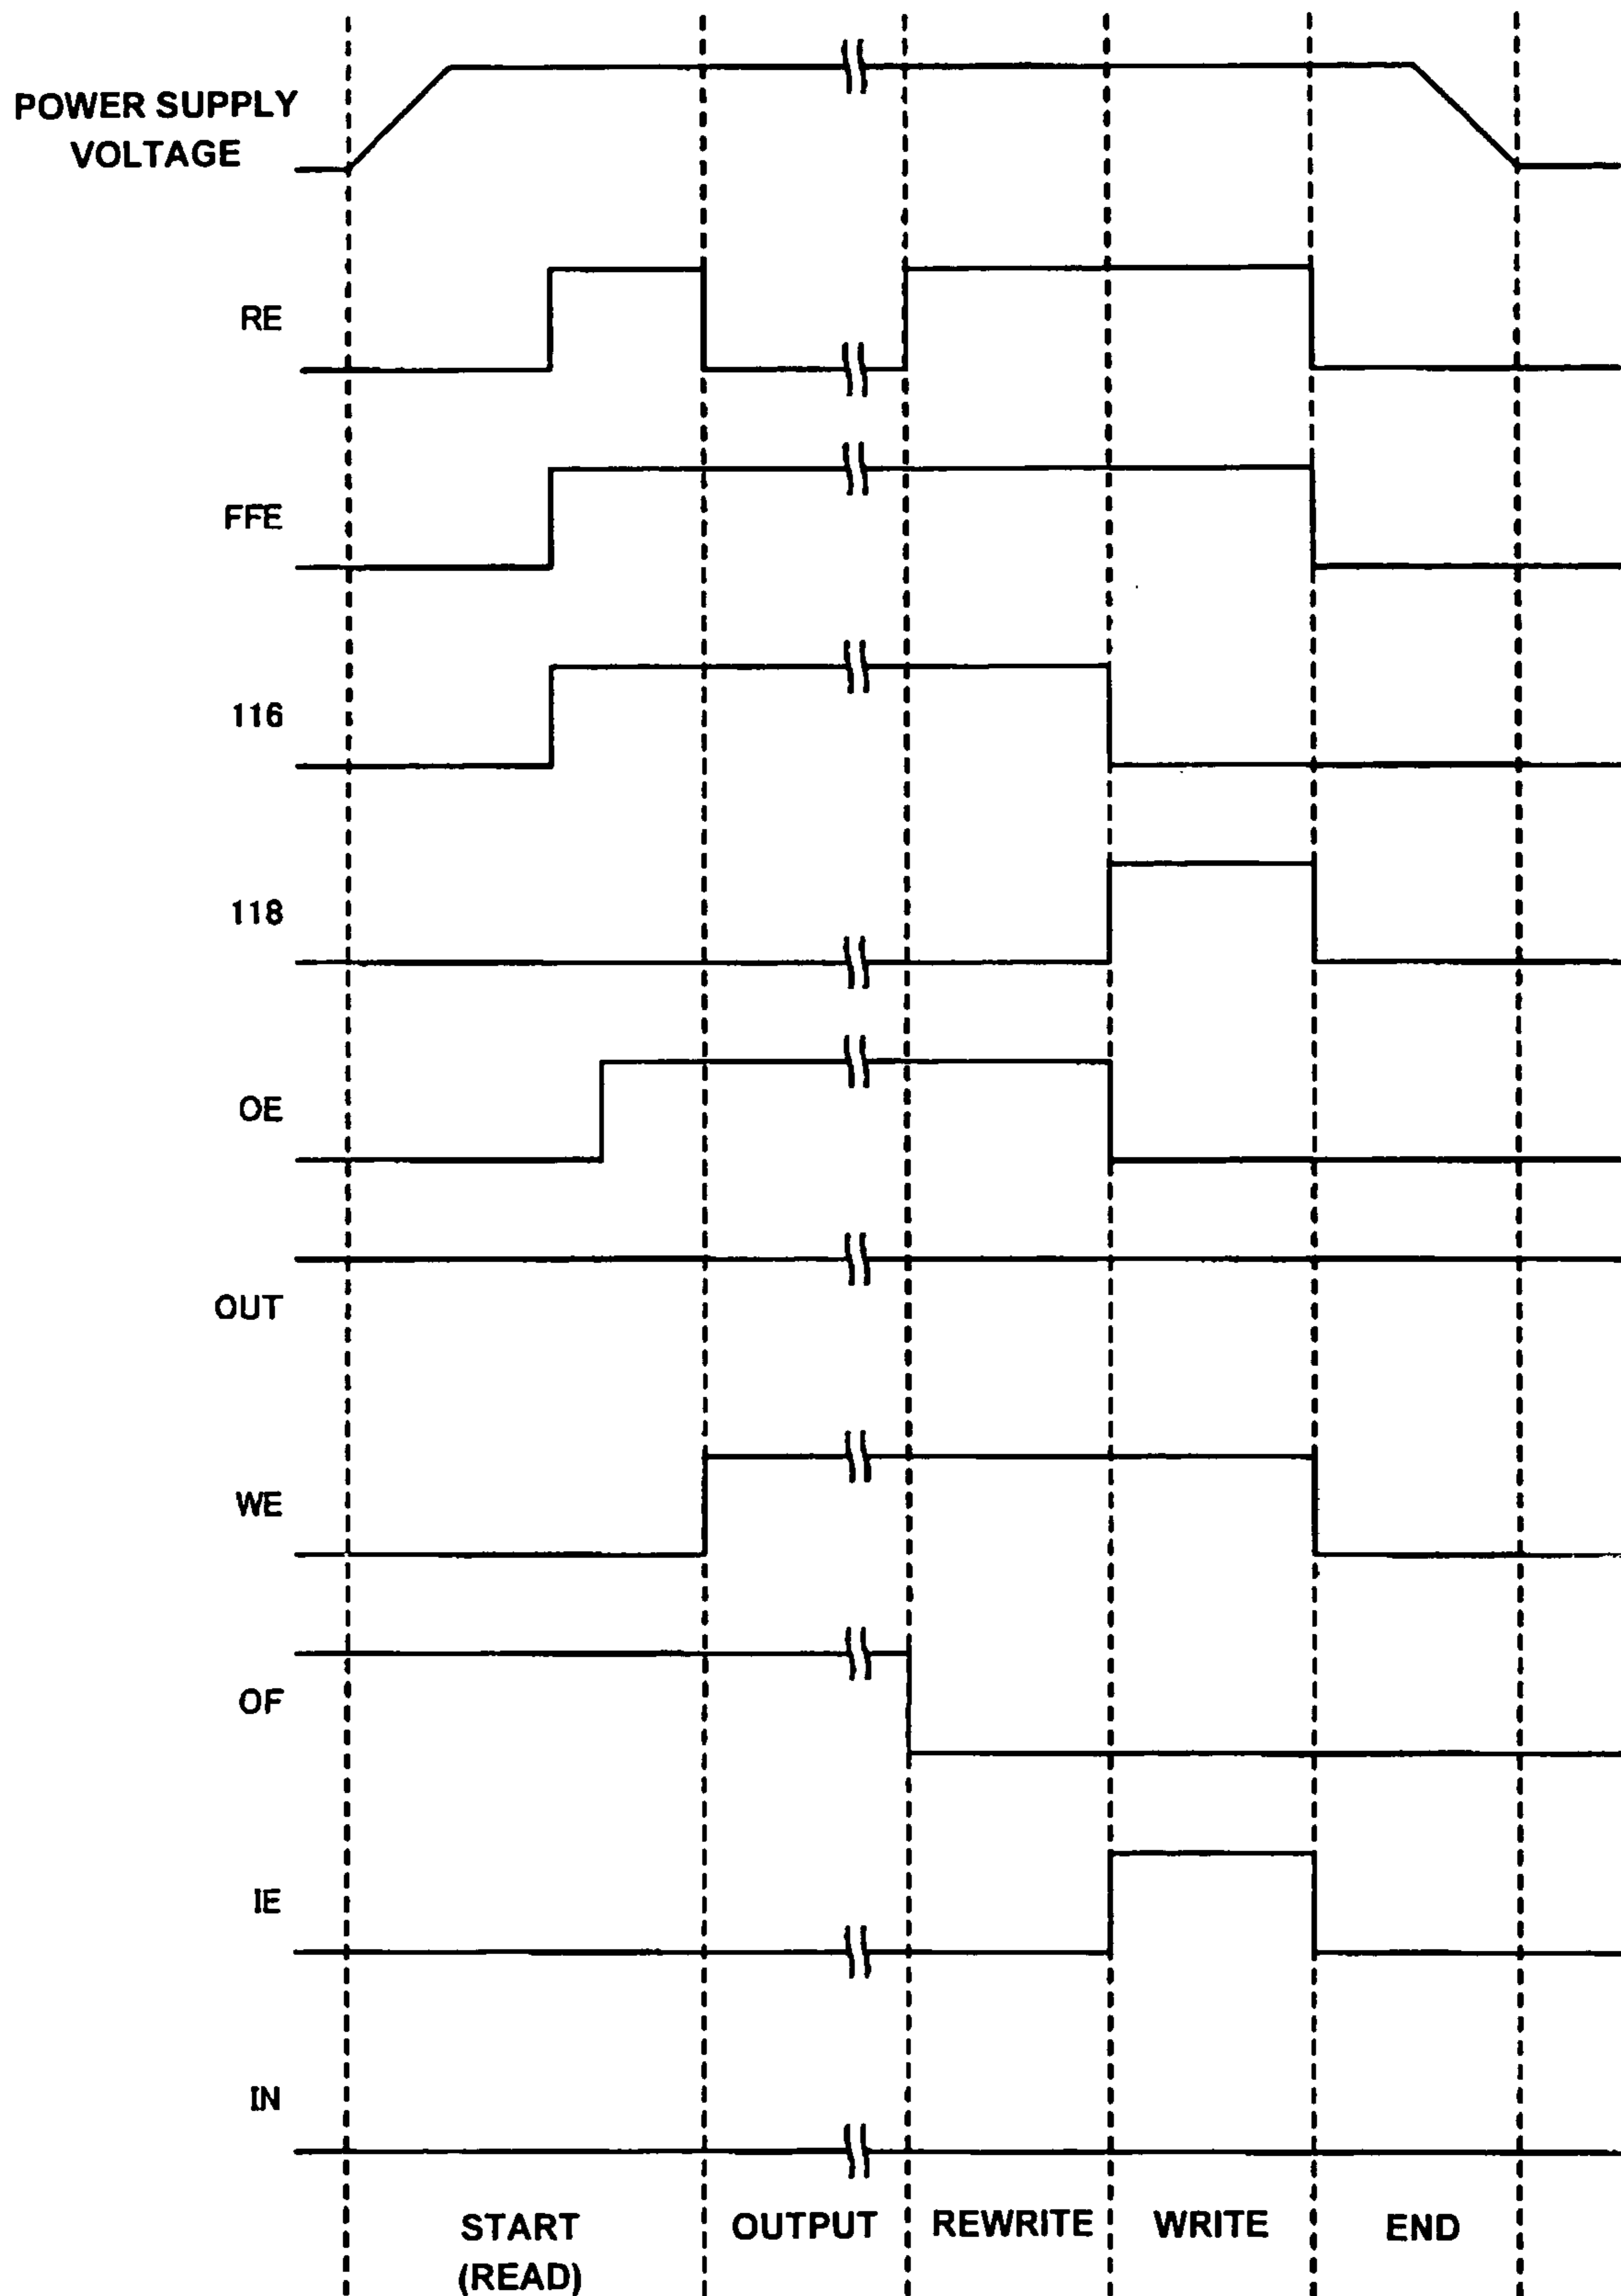 POWER SUPPLY
VOLTAGE
RE
FFE
116
118
OE
OUT
WE
OF
IE
IN
START
(READ)
OUTPUT
REWRITE
WRITE
END